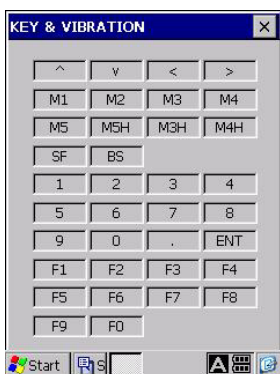 KEY & VIBRATION
^ v < >
M1 M2 M3 M4
M5 M5H M3H M4H
SF BS
1 2 3 4
5 6 7 8
9 0 . ENT
F1 F2 F3 F4
F5 F6 F7 F8
F9 F0
Start S A